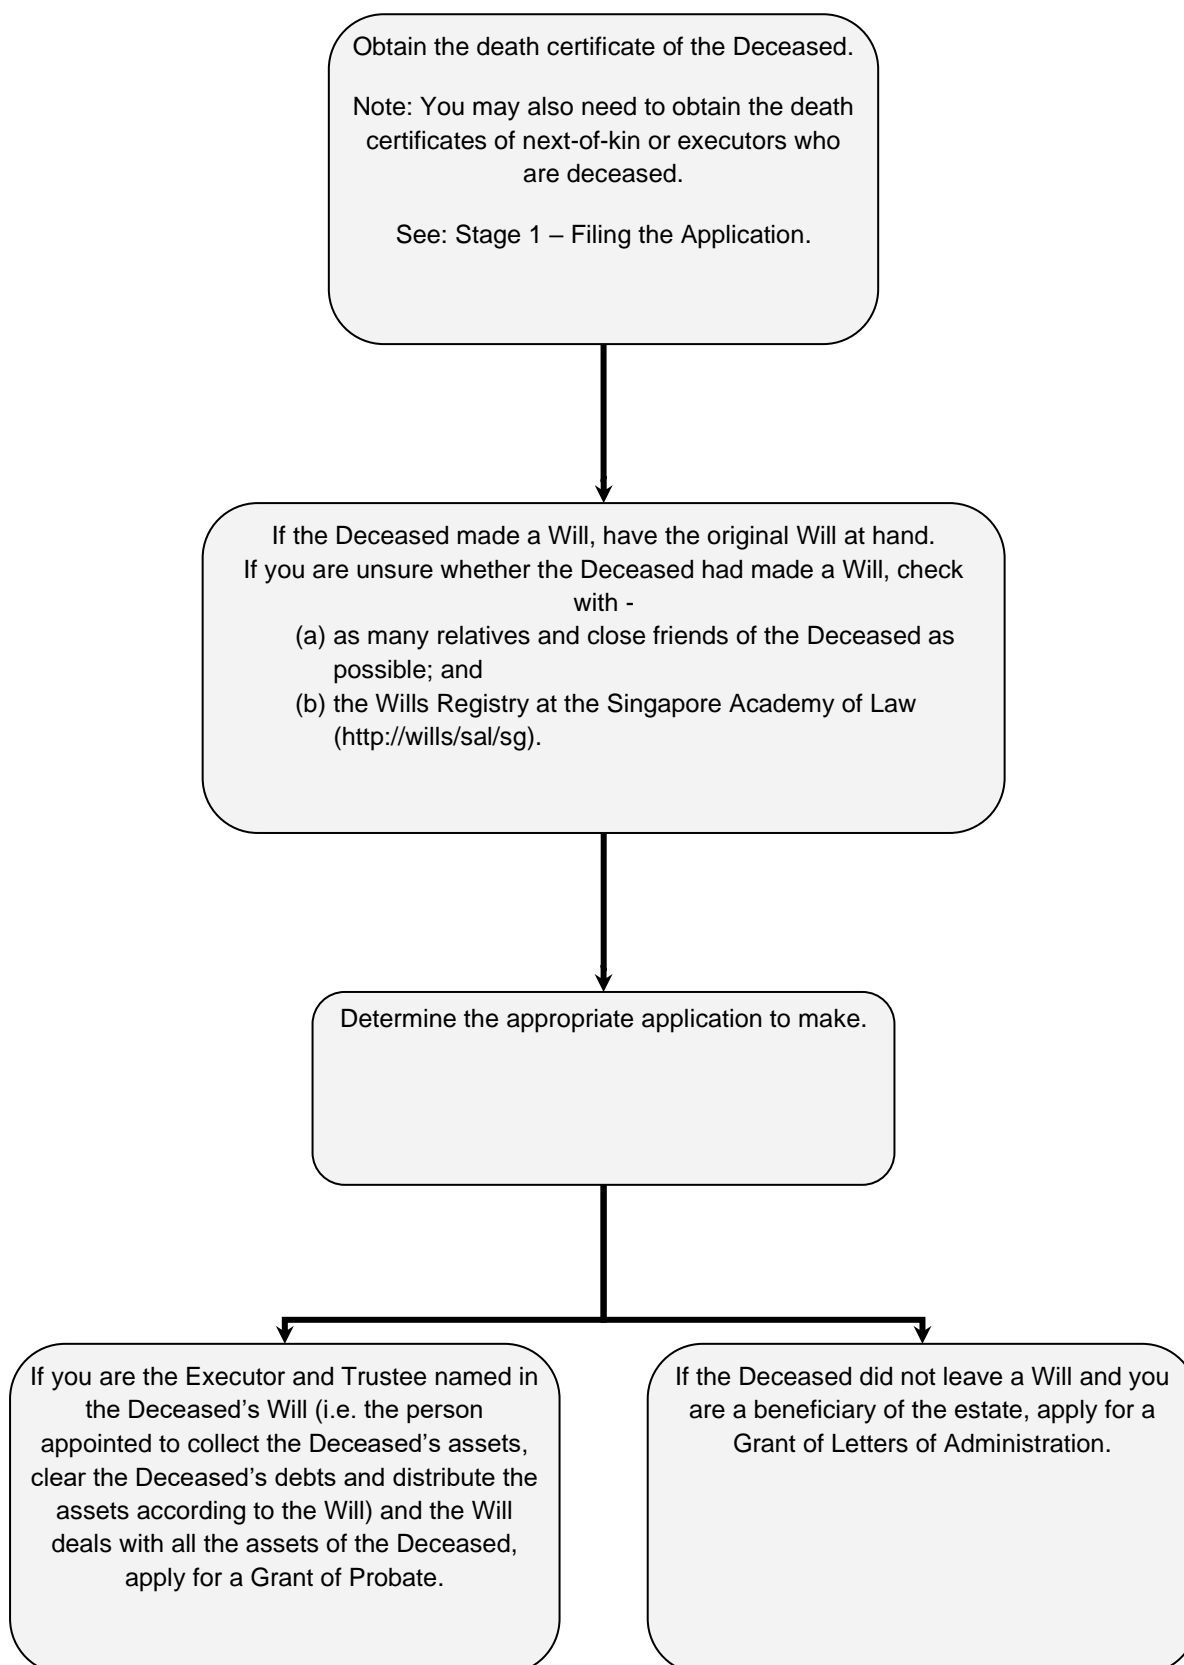 Obtain the death certificate of the Deceased.
Note: You may also need to obtain the death
certificates of next-of-kin or executors who
are deceased.
See: Stage 1 – Filing the Application.
If the Deceased made a Will, have the original Will at hand.
If you are unsure whether the Deceased had made a Will, check
with -
(a) as many relatives and close friends of the Deceased as
possible; and
(b) the Wills Registry at the Singapore Academy of Law
(http://wills/sal/sg).
Determine the appropriate application to make.
If you are the Executor and Trustee named in
the Deceased’s Will (i.e. the person
appointed to collect the Deceased’s assets,
clear the Deceased’s debts and distribute the
assets according to the Will) and the Will
deals with all the assets of the Deceased,
apply for a Grant of Probate.
If the Deceased did not leave a Will and you
are a beneficiary of the estate, apply for a
Grant of Letters of Administration.